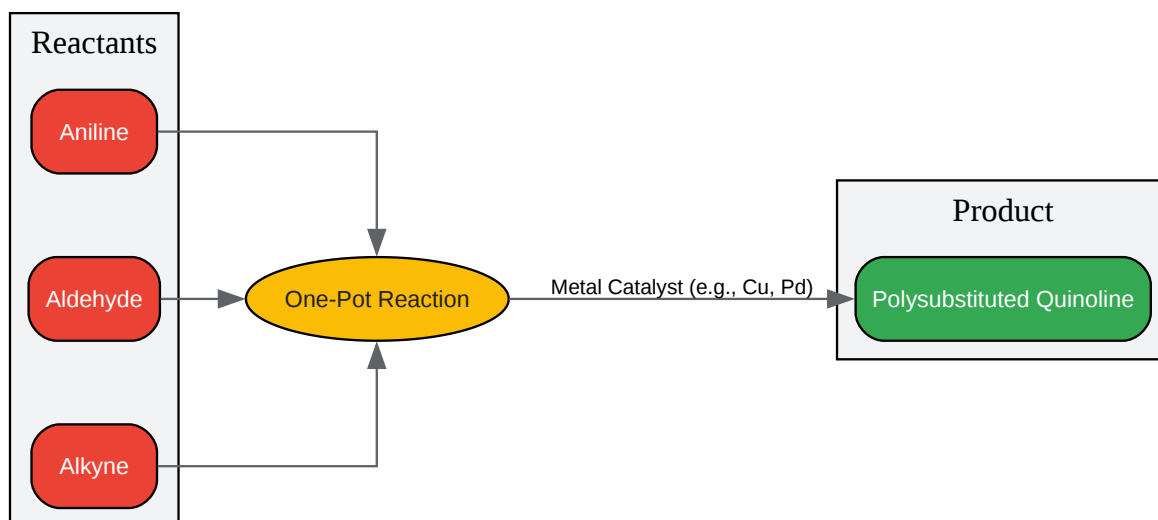 Reactants
Aniline
Aldehyde
Alkyne
One-Pot Reaction
Metal Catalyst (e.g., Cu, Pd)
Product
Polysubstituted Quinoline